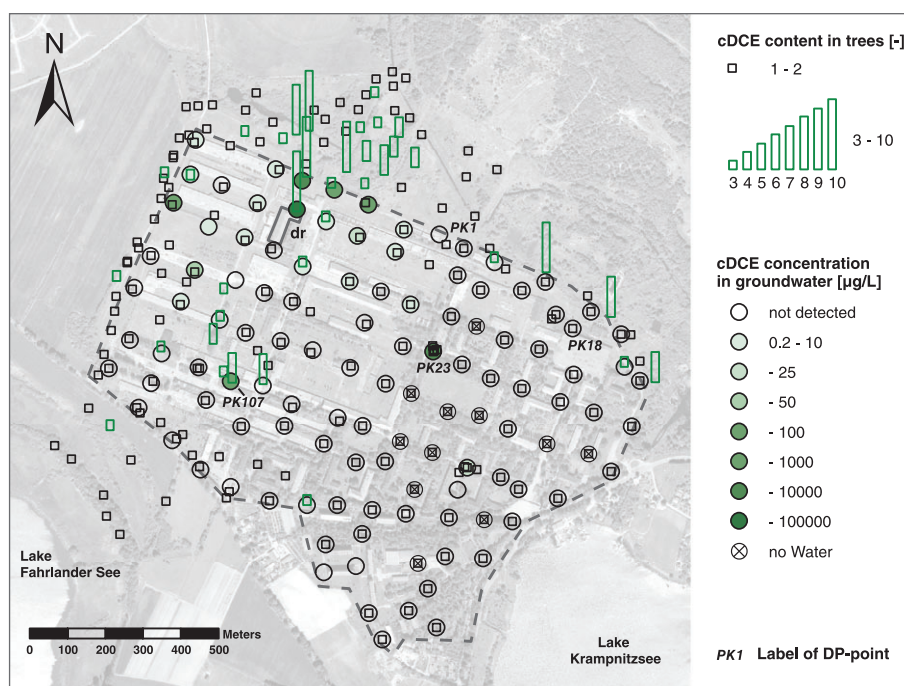 N
dr
PK1
PK18
PK23
PK107
Lake
Fahrlander See
Lake
Krampnitzsee
Meters
0 100 200 300 400 500
cDCE content in trees [-]
1 - 2
3 - 10
3 4 5 6 7 8 9 10
cDCE concentration
in groundwater [µg/L]
not detected
0.2 - 10
- 25
- 50
- 100
- 1000
- 10000
- 100000
no Water
PK1 Label of DP-point